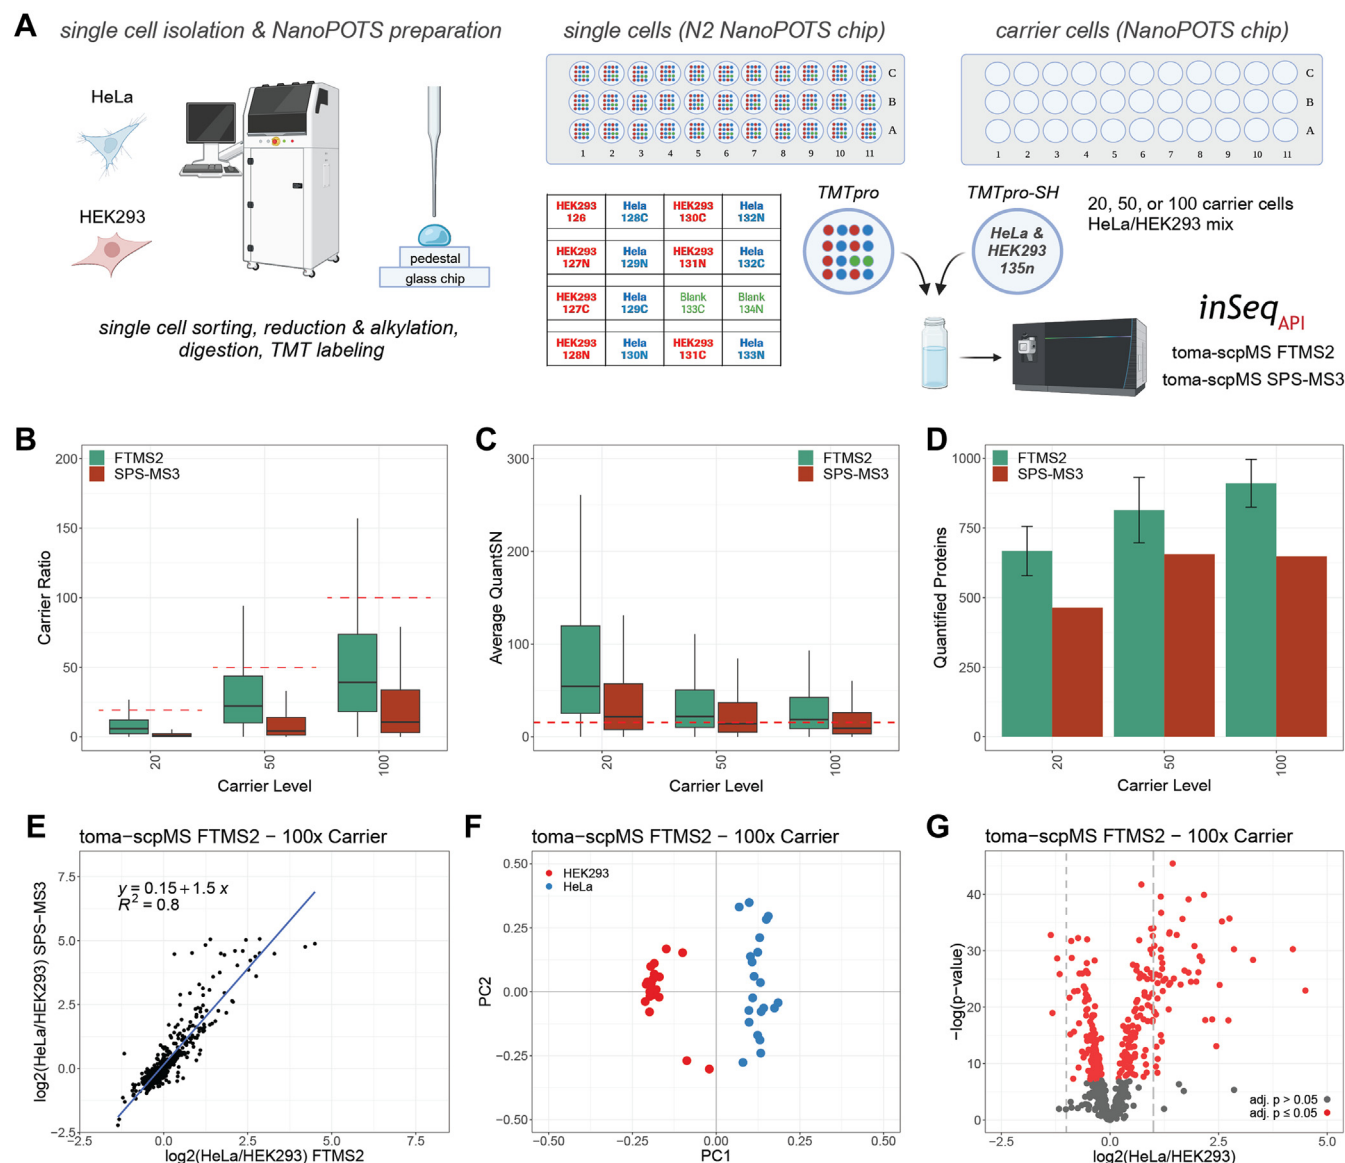 A
single cell isolation & NanoPOTS preparation
HeLa
HEK293
pedestal
glass chip
single cell sorting, reduction & alkylation,
digestion, TMT labeling
single cells (N2 NanoPOTS chip)
C
B
A
1 2 3 4 5 6 7 8 9 10 11
carrier cells (NanoPOTS chip)
C
B
A
1 2 3 4 5 6 7 8 9 10 11
HEK293 Hela HEK293 Hela
126 128C 130C 132N
HEK293 Hela HEK293 Hela
127N 129N 131N 132C
HEK293 Hela Blank Blank
127C 129C 133C 134N
HEK293 Hela HEK293 Hela
128N 130N 131C 133N
TMTpro
TMTpro-SH
HeLa &
HEK293
135n
20, 50, or 100 carrier cells
HeLa/HEK293 mix
inSeqAPI
toma-scpMS FTMS2
toma-scpMS SPS-MS3
B
FTMS2
SPS-MS3
200
150
100
50
0
Carrier Ratio
20 50 100
Carrier Level
C
FTMS2
SPS-MS3
300
200
100
0
Average QuantSN
20 50 100
Carrier Level
D
FTMS2
SPS-MS3
1000
750
500
250
0
Quantified Proteins
20 50 100
Carrier Level
E
toma−scpMS FTMS2 − 100x Carrier
y = 0.15 + 1.5 x
R2 = 0.8
7.5
5.0
2.5
0.0
−2.5
log2(HeLa/HEK293) SPS−MS3
−2.5 0.0 2.5 5.0 7.5
log2(HeLa/HEK293) FTMS2
F
toma−scpMS FTMS2 − 100x Carrier
HEK293
HeLa
0.50
0.25
0.00
−0.25
−0.50
PC2
−0.50 −0.25 0.00 0.25 0.50
PC1
G
toma−scpMS FTMS2 − 100x Carrier
40
30
20
10
0
−log(p−value)
adj. p > 0.05
adj. p ≤ 0.05
−2.5 0.0 2.5 5.0
log2(HeLa/HEK293)